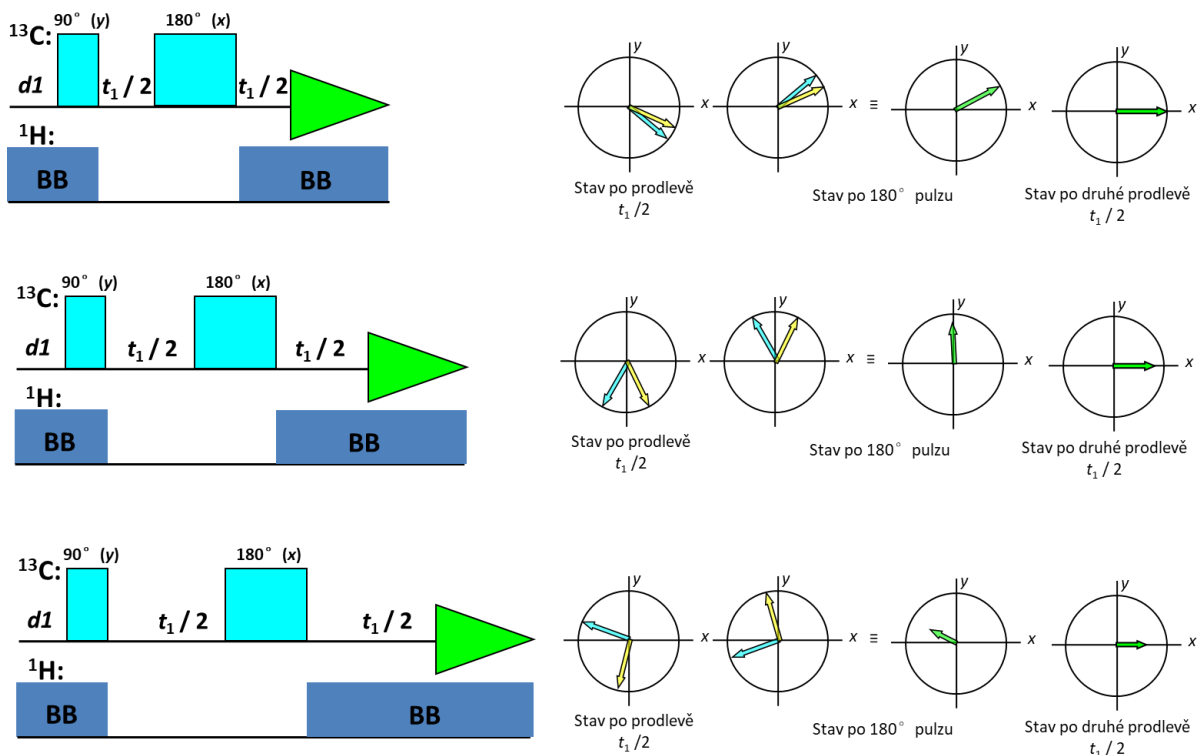 90° (y) 180° (x)
¹³C:
d1 t₁ / 2 t₁ / 2
¹H:
BB BB
y y y y
x x x
≡
Stav po prodlevě
t₁ /2
Stav po 180° pulzu
Stav po druhé prodlevě
t₁ / 2
90° (y) 180° (x)
¹³C:
d1 t₁ / 2 t₁ / 2
¹H:
BB BB
y y y y
x x x
≡
Stav po prodlevě
t₁ /2
Stav po 180° pulzu
Stav po druhé prodlevě
t₁ / 2
90° (y) 180° (x)
¹³C:
d1 t₁ / 2 t₁ / 2
¹H:
BB BB
y y y y
x x x
≡
Stav po prodlevě
t₁ /2
Stav po 180° pulzu
Stav po druhé prodlevě
t₁ / 2